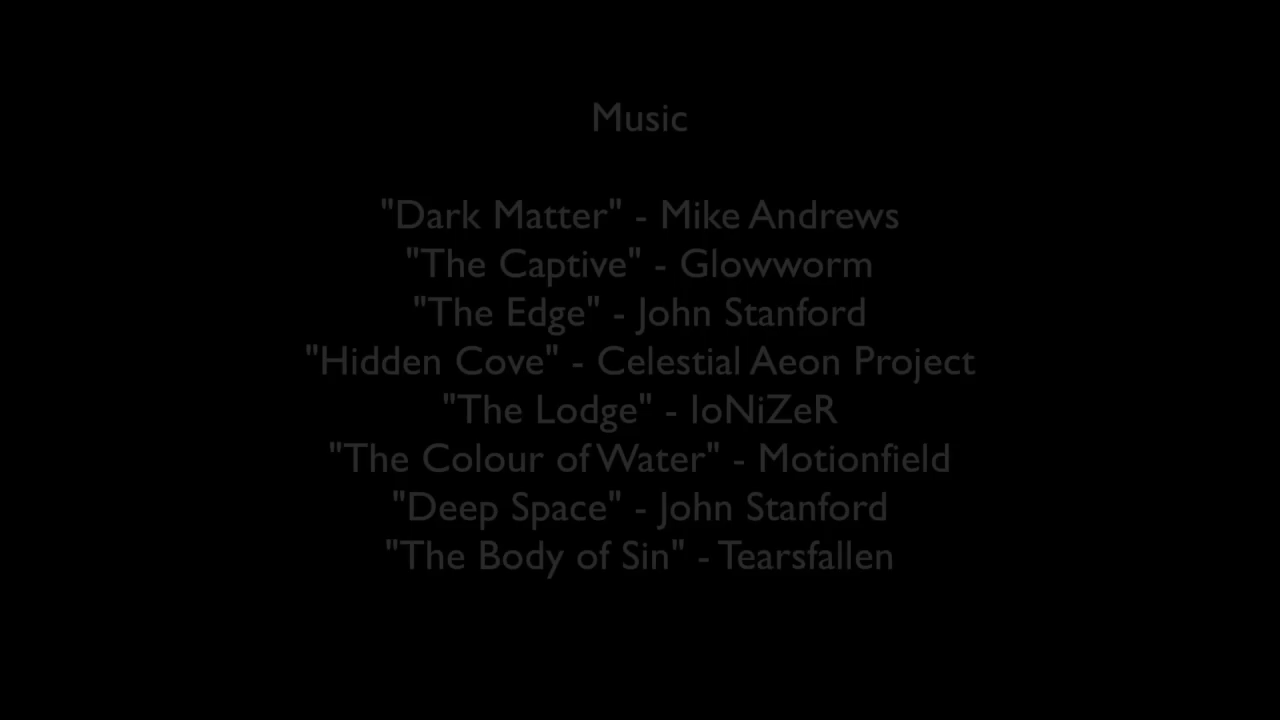 Music
"Dark Matter" - Mike Andrews
"The Captive" - Glowworm
"The Edge" - John Stanford
"Hidden Cove" - Celestial Aeon Project
"The Lodge" - IoNiZeR
"The Colour of Water" - Motionfield
"Deep Space" - John Stanford
"The Body of Sin" - Tearsfallen